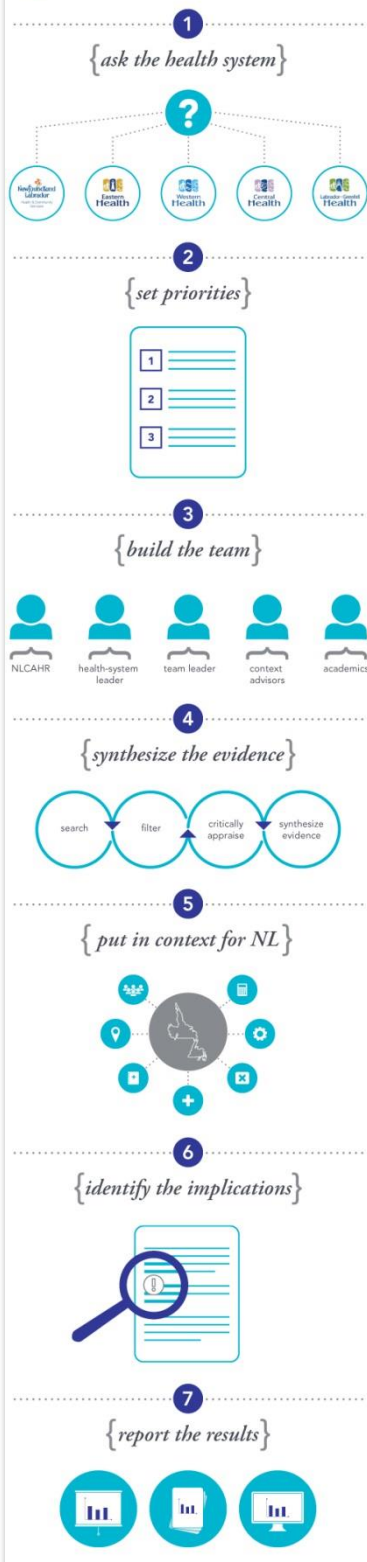 1
{ask the health system}
?
Newfoundland Labrador
Eastern Health
Western Health
Central Health
Labrador-Grenfell Health
2
{set priorities}
1
2
3
3
{build the team}
NLCAHR
health-system leader
team leader
context advisors
academics
4
{synthesize the evidence}
search
filter
critically appraise
synthesize evidence
5
{put in context for NL}
6
{identify the implications}
!
7
{report the results}